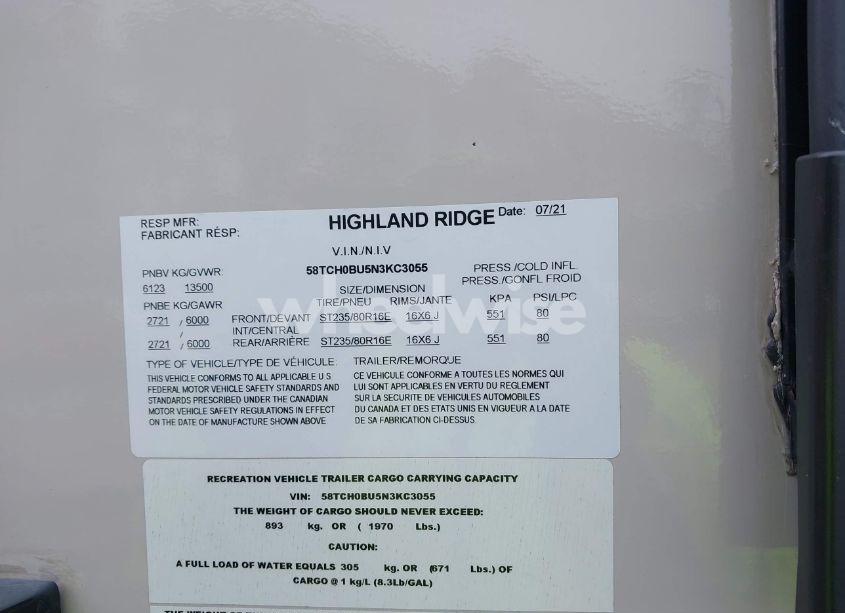 RESP MFR:
FABRICANT RÉSP:
HIGHLAND RIDGE
Date: 07/21
V.I.N./N.I.V
58TCH0BU5N3KC3055
PNBV KG/GVWR:
6123 13500
SIZE/DIMENSION
TIRE/PNEU RIMS/JANTE
PRESS./COLD INFL.
PRESS./GONFL FROID
KPA PSI/LPC
PNBE KG/GAWR
2721 / 6000 FRONT/DEVANT ST235/80R16E 16X6 J 551 80
/ INT/CENTRAL
2721 / 6000 REAR/ARRIÈRE ST235/80R16E 16X6 J 551 80
TYPE OF VEHICLE/TYPE DE VÉHICULE: TRAILER/REMORQUE
THIS VEHICLE CONFORMS TO ALL APPLICABLE U S
FEDERAL MOTOR VEHICLE SAFETY STANDARDS AND
STANDARDS PRESCRIBED UNDER THE CANADIAN
MOTOR VEHICLE SAFETY REGULATIONS IN EFFECT
ON THE DATE OF MANUFACTURE SHOWN ABOVE
CE VEHICULE CONFORME A TOUTES LES NORMES QUI
LUI SONT APPLICABLES EN VERTU DU REGLEMENT
SUR LA SECURITE DE VEHICULES AUTOMOBILES
DU CANADA ET DES ETATS UNIS EN VIGUEUR A LA DATE
DE SA FABRICATION CI-DESSUS.
wheelwise
RECREATION VEHICLE TRAILER CARGO CARRYING CAPACITY
VIN: 58TCH0BU5N3KC3055
THE WEIGHT OF CARGO SHOULD NEVER EXCEED:
893 kg. OR ( 1970 Lbs.)
CAUTION:
A FULL LOAD OF WATER EQUALS 305 kg. OR (671 Lbs.) OF
CARGO @ 1 kg/L (8.3Lb/GAL)